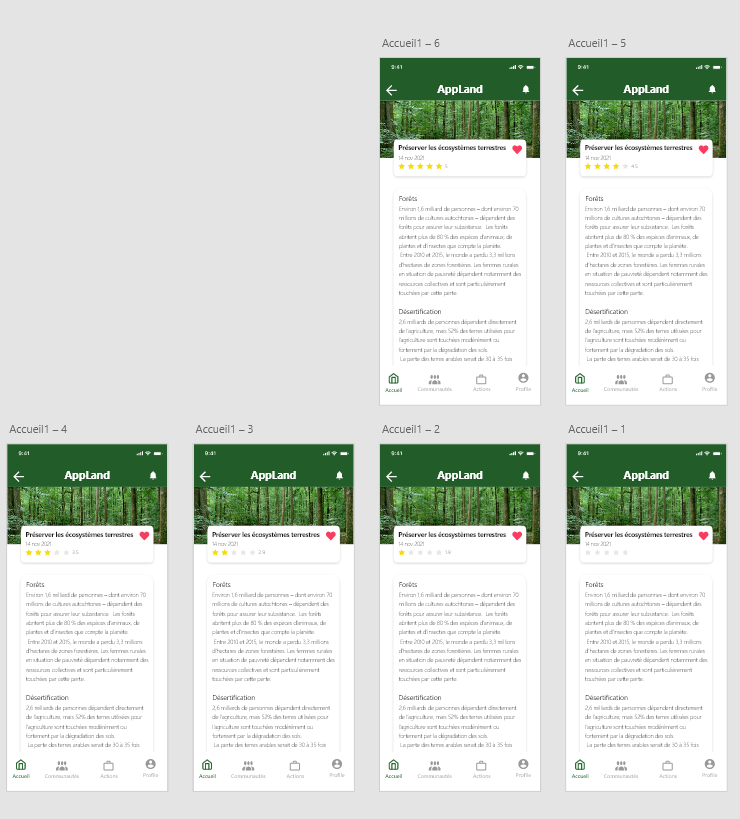 Accueil1 – 6
9:41
AppLand
Préserver les écosystèmes terrestres
14 nov 2021
5
Forêts
Environ 1,6 milliard de personnes – dont environ 70
millions de cultures autochtones – dépendent des
forêts pour assurer leur subsistance. Les forêts
abritent plus de 80 % des espèces d'animaux, de
plantes et d'insectes que compte la planète.
Entre 2010 et 2015, le monde a perdu 3,3 millions
d'hectares de zones forestières. Les femmes rurales
en situation de pauvreté dépendent notamment des
ressources collectives et sont particulièrement
touchées par cette perte.
Désertification
2,6 milliards de personnes dépendent directement
de l'agriculture, mais 52% des terres utilisées pour
l'agriculture sont touchées modérément ou
fortement par la dégradation des sols.
La perte des terres arables serait de 30 à 35 fois
Accueil
Communautés
Actions
Profile
Accueil1 – 5
9:41
AppLand
Préserver les écosystèmes terrestres
14 nov 2021
4.5
Forêts
Environ 1,6 milliard de personnes – dont environ 70
millions de cultures autochtones – dépendent des
forêts pour assurer leur subsistance. Les forêts
abritent plus de 80 % des espèces d'animaux, de
plantes et d'insectes que compte la planète.
Entre 2010 et 2015, le monde a perdu 3,3 millions
d'hectares de zones forestières. Les femmes rurales
en situation de pauvreté dépendent notamment des
ressources collectives et sont particulièrement
touchées par cette perte.
Désertification
2,6 milliards de personnes dépendent directement
de l'agriculture, mais 52% des terres utilisées pour
l'agriculture sont touchées modérément ou
fortement par la dégradation des sols.
La perte des terres arables serait de 30 à 35 fois
Accueil
Communautés
Actions
Profile
Accueil1 – 4
9:41
AppLand
Préserver les écosystèmes terrestres
14 nov 2021
3.5
Forêts
Environ 1,6 milliard de personnes – dont environ 70
millions de cultures autochtones – dépendent des
forêts pour assurer leur subsistance. Les forêts
abritent plus de 80 % des espèces d'animaux, de
plantes et d'insectes que compte la planète.
Entre 2010 et 2015, le monde a perdu 3,3 millions
d'hectares de zones forestières. Les femmes rurales
en situation de pauvreté dépendent notamment des
ressources collectives et sont particulièrement
touchées par cette perte.
Désertification
2,6 milliards de personnes dépendent directement
de l'agriculture, mais 52% des terres utilisées pour
l'agriculture sont touchées modérément ou
fortement par la dégradation des sols.
La perte des terres arables serait de 30 à 35 fois
Accueil
Communautés
Actions
Profile
Accueil1 – 3
9:41
AppLand
Préserver les écosystèmes terrestres
14 nov 2021
2.9
Forêts
Environ 1,6 milliard de personnes – dont environ 70
millions de cultures autochtones – dépendent des
forêts pour assurer leur subsistance. Les forêts
abritent plus de 80 % des espèces d'animaux, de
plantes et d'insectes que compte la planète.
Entre 2010 et 2015, le monde a perdu 3,3 millions
d'hectares de zones forestières. Les femmes rurales
en situation de pauvreté dépendent notamment des
ressources collectives et sont particulièrement
touchées par cette perte.
Désertification
2,6 milliards de personnes dépendent directement
de l'agriculture, mais 52% des terres utilisées pour
l'agriculture sont touchées modérément ou
fortement par la dégradation des sols.
La perte des terres arables serait de 30 à 35 fois
Accueil
Communautés
Actions
Profile
Accueil1 – 2
9:41
AppLand
Préserver les écosystèmes terrestres
14 nov 2021
Forêts
Environ 1,6 milliard de personnes – dont environ 70
millions de cultures autochtones – dépendent des
forêts pour assurer leur subsistance. Les forêts
abritent plus de 80 % des espèces d'animaux, de
plantes et d'insectes que compte la planète.
Entre 2010 et 2015, le monde a perdu 3,3 millions
d'hectares de zones forestières. Les femmes rurales
en situation de pauvreté dépendent notamment des
ressources collectives et sont particulièrement
touchées par cette perte.
Désertification
2,6 milliards de personnes dépendent directement
de l'agriculture, mais 52% des terres utilisées pour
l'agriculture sont touchées modérément ou
fortement par la dégradation des sols.
La perte des terres arables serait de 30 à 35 fois
Accueil
Communautés
Actions
Profile
Accueil1 – 1
9:41
AppLand
Préserver les écosystèmes terrestres
14 nov 2021
Forêts
Environ 1,6 milliard de personnes – dont environ 70
millions de cultures autochtones – dépendent des
forêts pour assurer leur subsistance. Les forêts
abritent plus de 80 % des espèces d'animaux, de
plantes et d'insectes que compte la planète.
Entre 2010 et 2015, le monde a perdu 3,3 millions
d'hectares de zones forestières. Les femmes rurales
en situation de pauvreté dépendent notamment des
ressources collectives et sont particulièrement
touchées par cette perte.
Désertification
2,6 milliards de personnes dépendent directement
de l'agriculture, mais 52% des terres utilisées pour
l'agriculture sont touchées modérément ou
fortement par la dégradation des sols.
La perte des terres arables serait de 30 à 35 fois
Accueil
Communautés
Actions
Profile